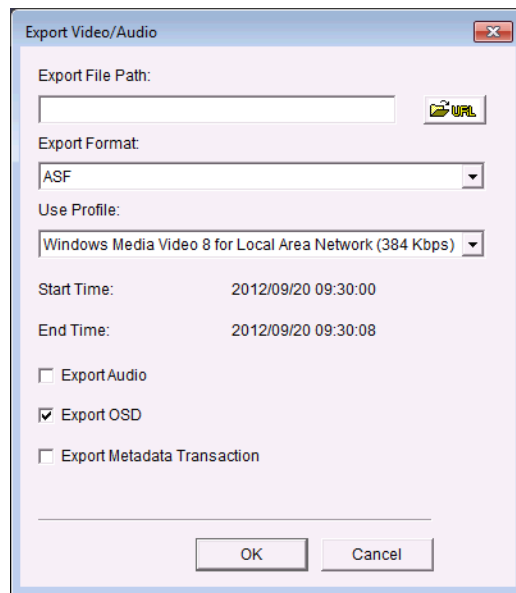 Export Video/Audio
Export File Path:
URL
Export Format:
ASF
Use Profile:
Windows Media Video 8 for Local Area Network (384 Kbps)
Start Time: 2012/09/20 09:30:00
End Time: 2012/09/20 09:30:08
Export Audio
Export OSD
Export Metadata Transaction
OK Cancel